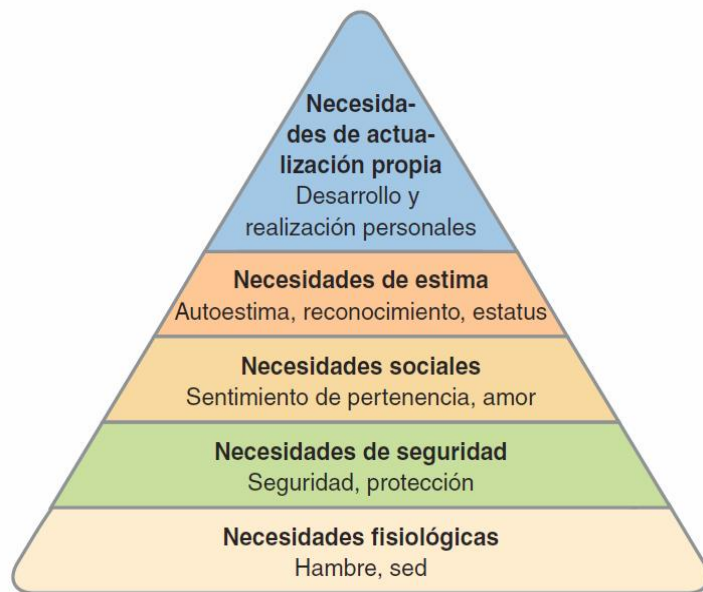 Necesida-
des de actua-
lización propia
Desarrollo y
realización personales
Necesidades de estima
Autoestima, reconocimiento, estatus
Necesidades sociales
Sentimiento de pertenencia, amor
Necesidades de seguridad
Seguridad, protección
Necesidades fisiológicas
Hambre, sed